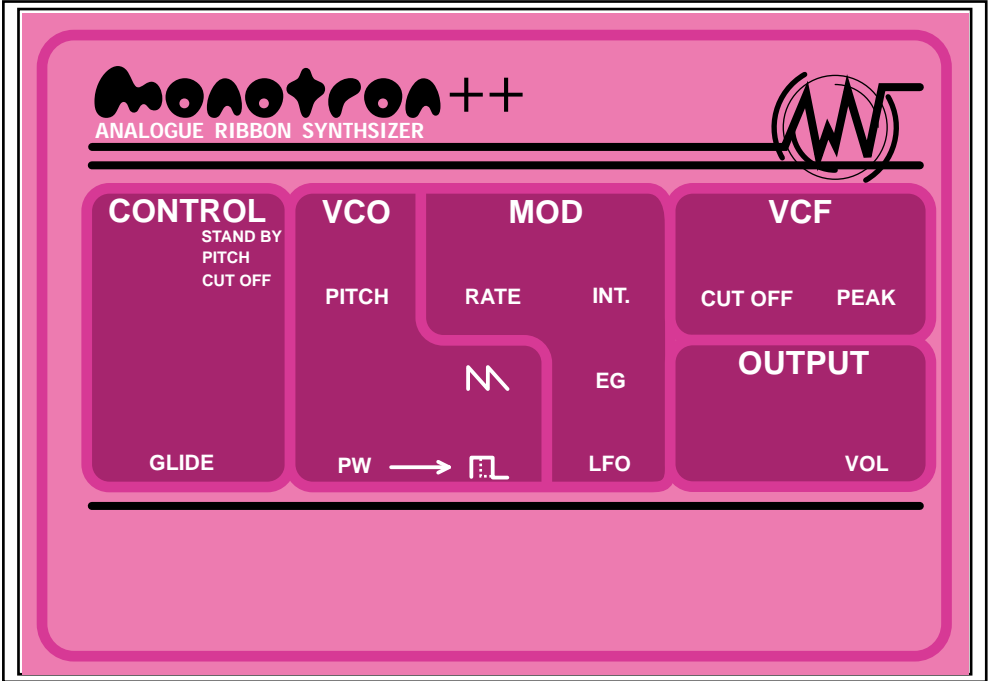 monotron++
ANALOGUE RIBBON SYNTHSIZER
CONTROL
STAND BY
PITCH
CUT OFF
GLIDE
VCO
PITCH
PW
MOD
RATE
INT.
EG
LFO
VCF
CUT OFF
PEAK
OUTPUT
VOL